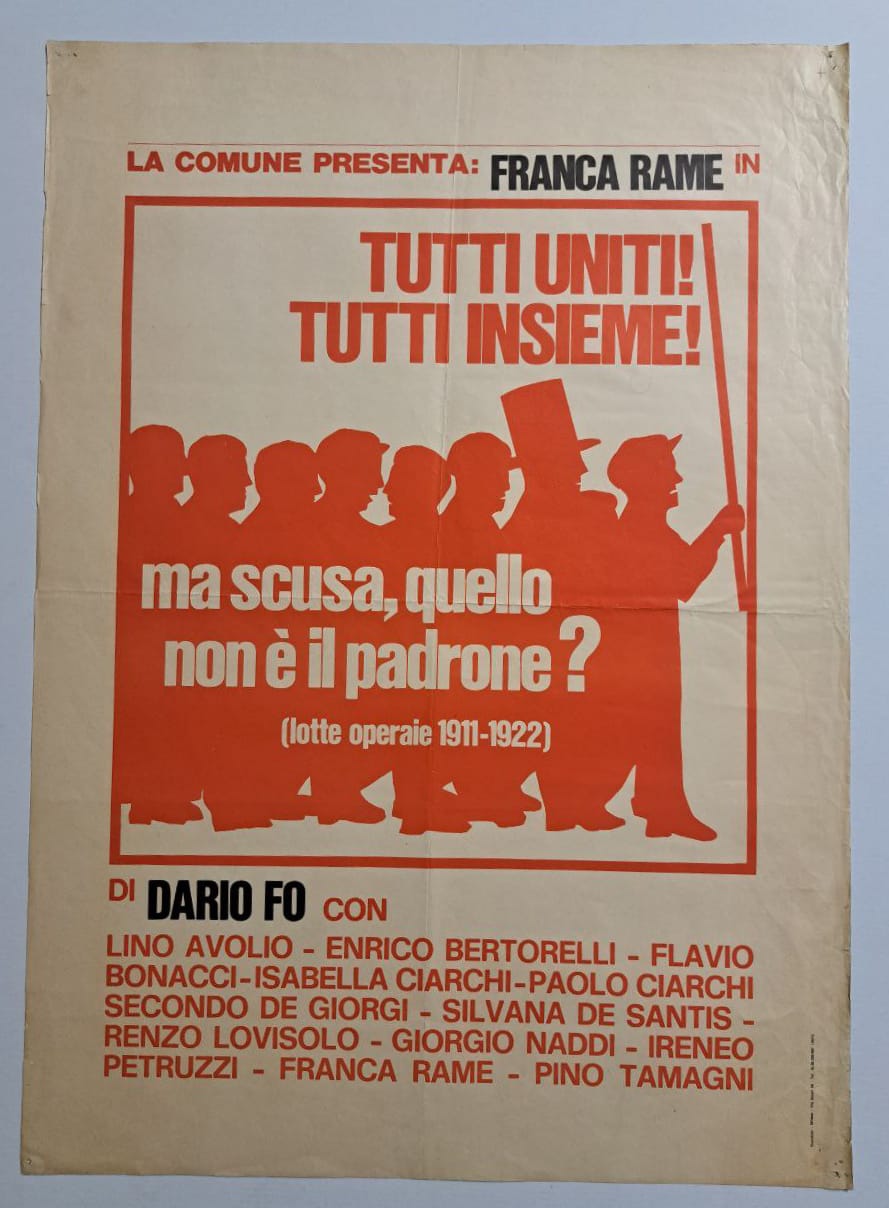 LA COMUNE PRESENTA: FRANCA RAME IN
TUTTI UNITI!
TUTTI INSIEME!
ma scusa, quello
non è il padrone?
(lotte operaie 1911-1922)
DI DARIO FO CON
LINO AVOLIO - ENRICO BERTORELLI - FLAVIO
BONACCI-ISABELLA CIARCHI-PAOLO CIARCHI
SECONDO DE GIORGI - SILVANA DE SANTIS -
RENZO LOVISOLO - GIORGIO NADDI - IRENEO
PETRUZZI - FRANCA RAME - PINO TAMAGNI